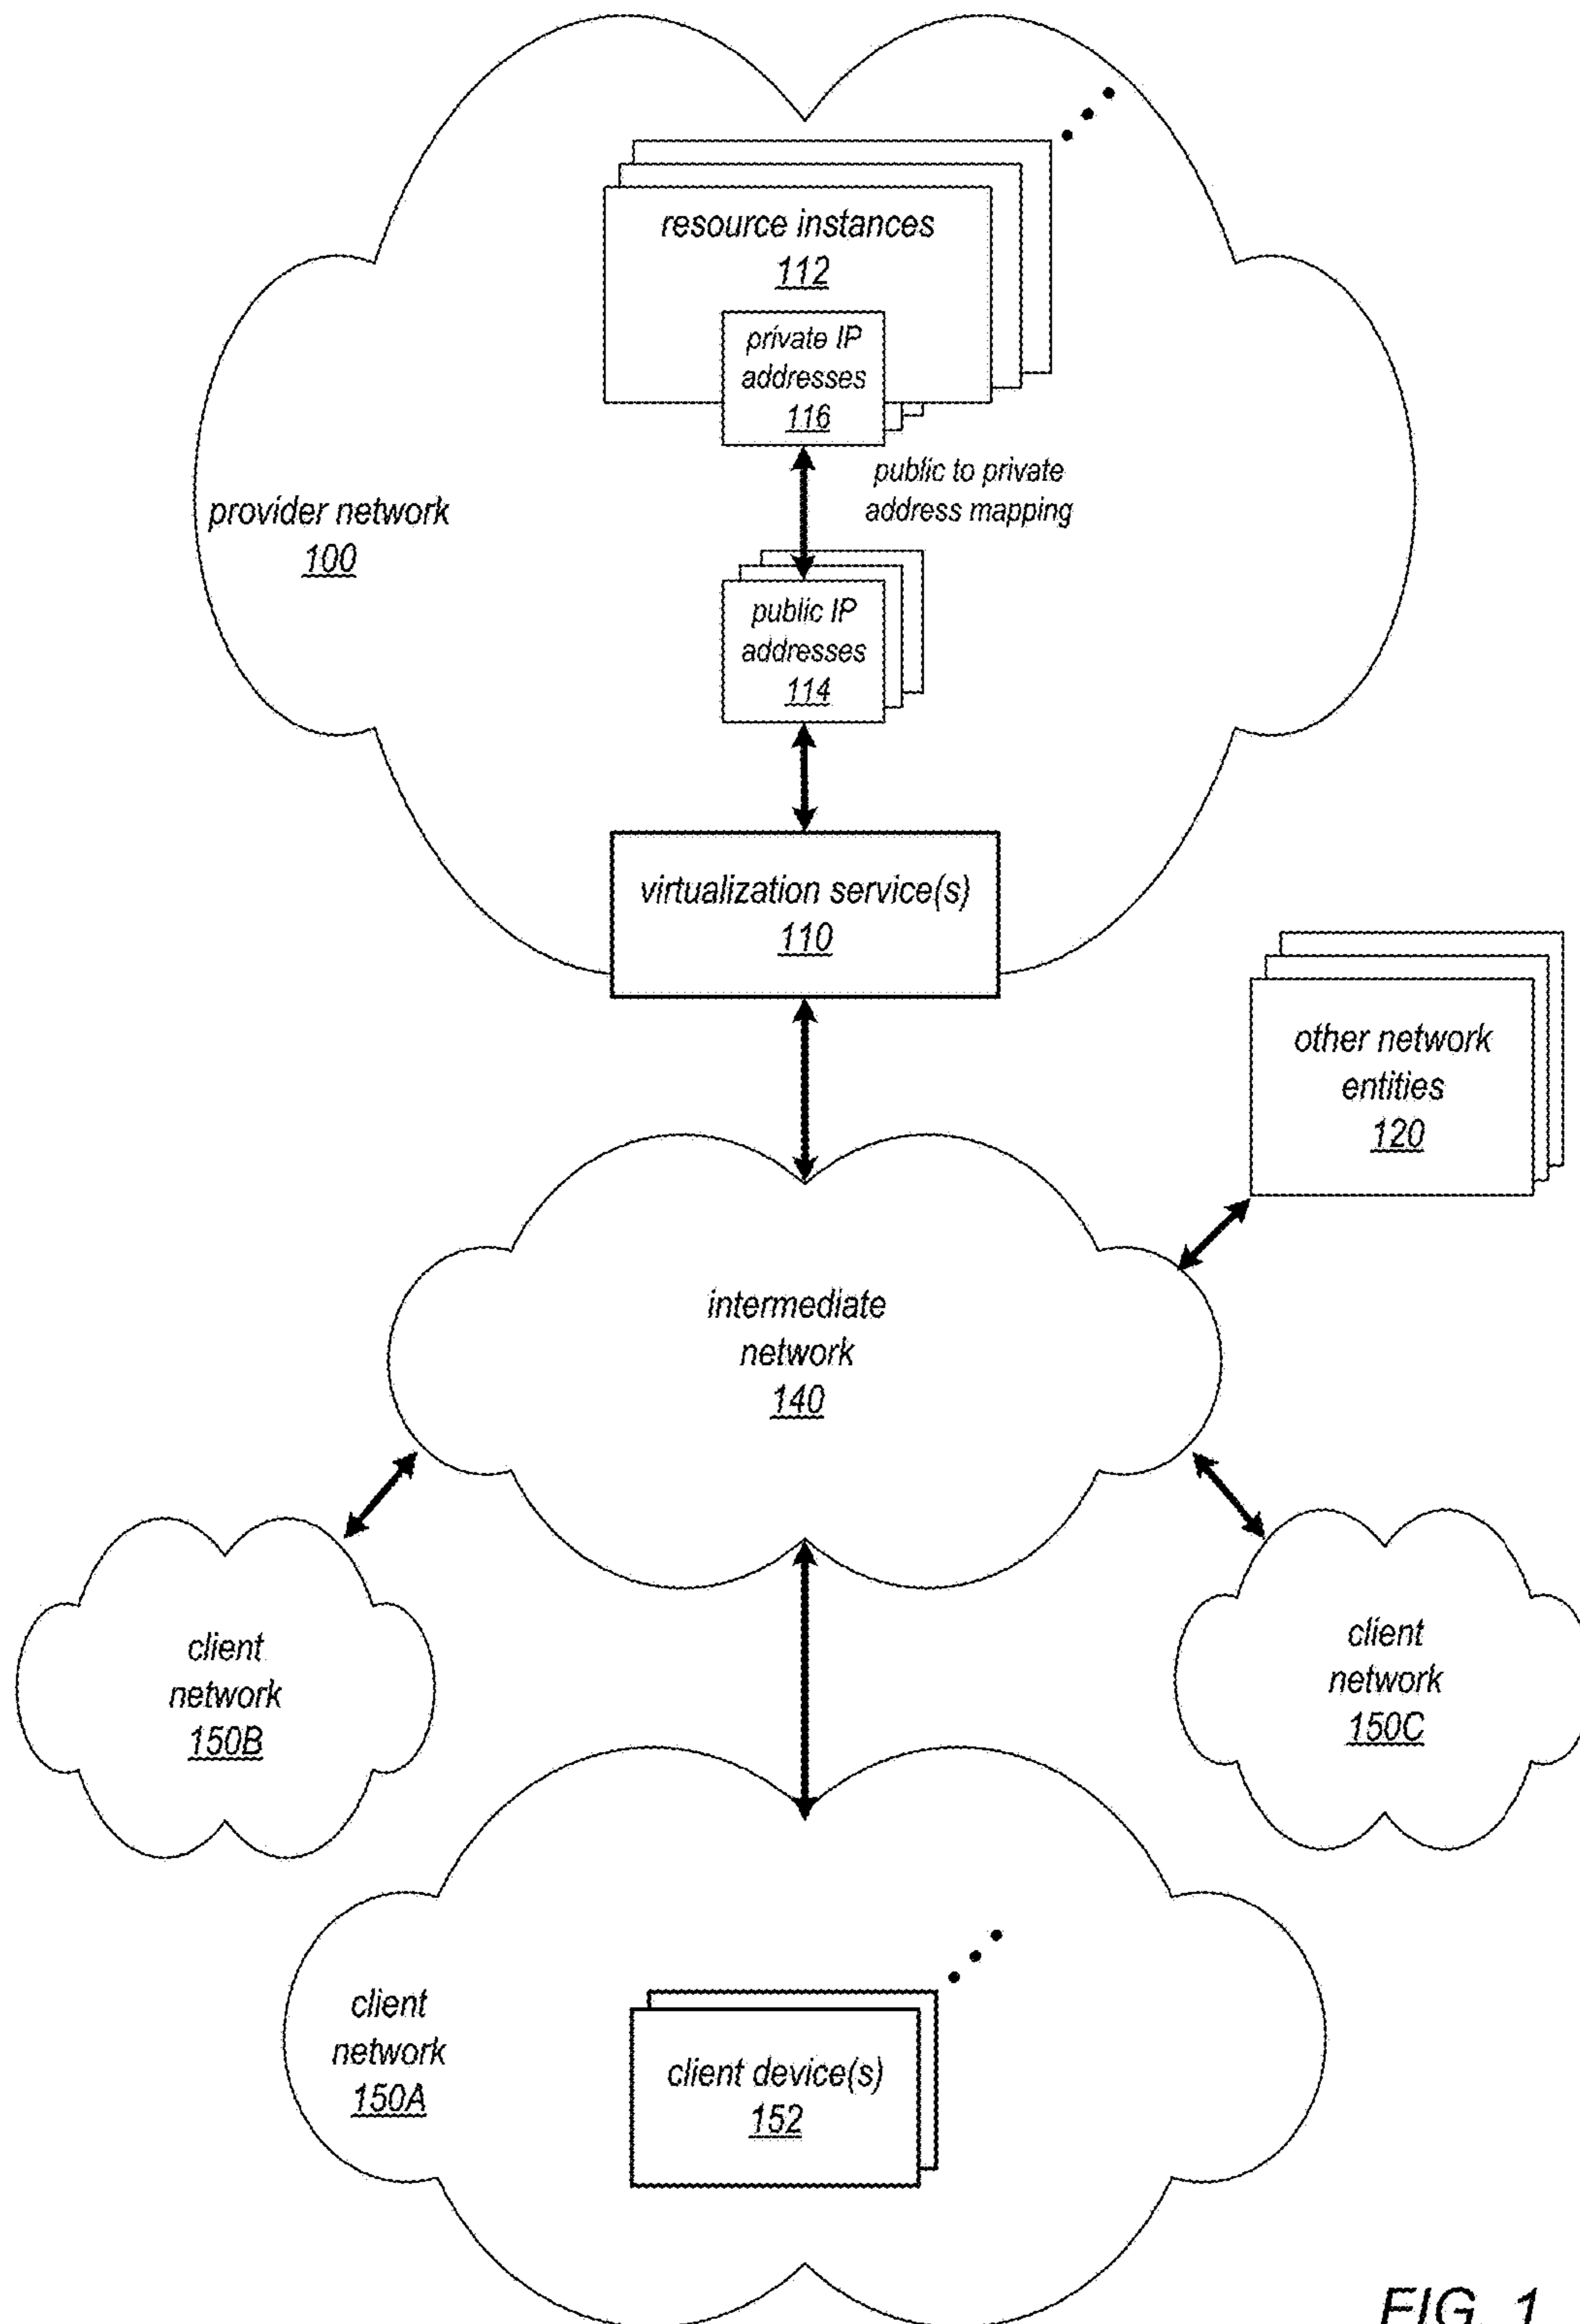 resource instances
112
private IP
addresses
116
public to private
address mapping
provider network
100
public IP
addresses
114
virtualization service(s)
110
other network
entities
120
intermediate
network
140
client
network
150B
client
network
150C
client
network
150A
client device(s)
152
FIG. 1